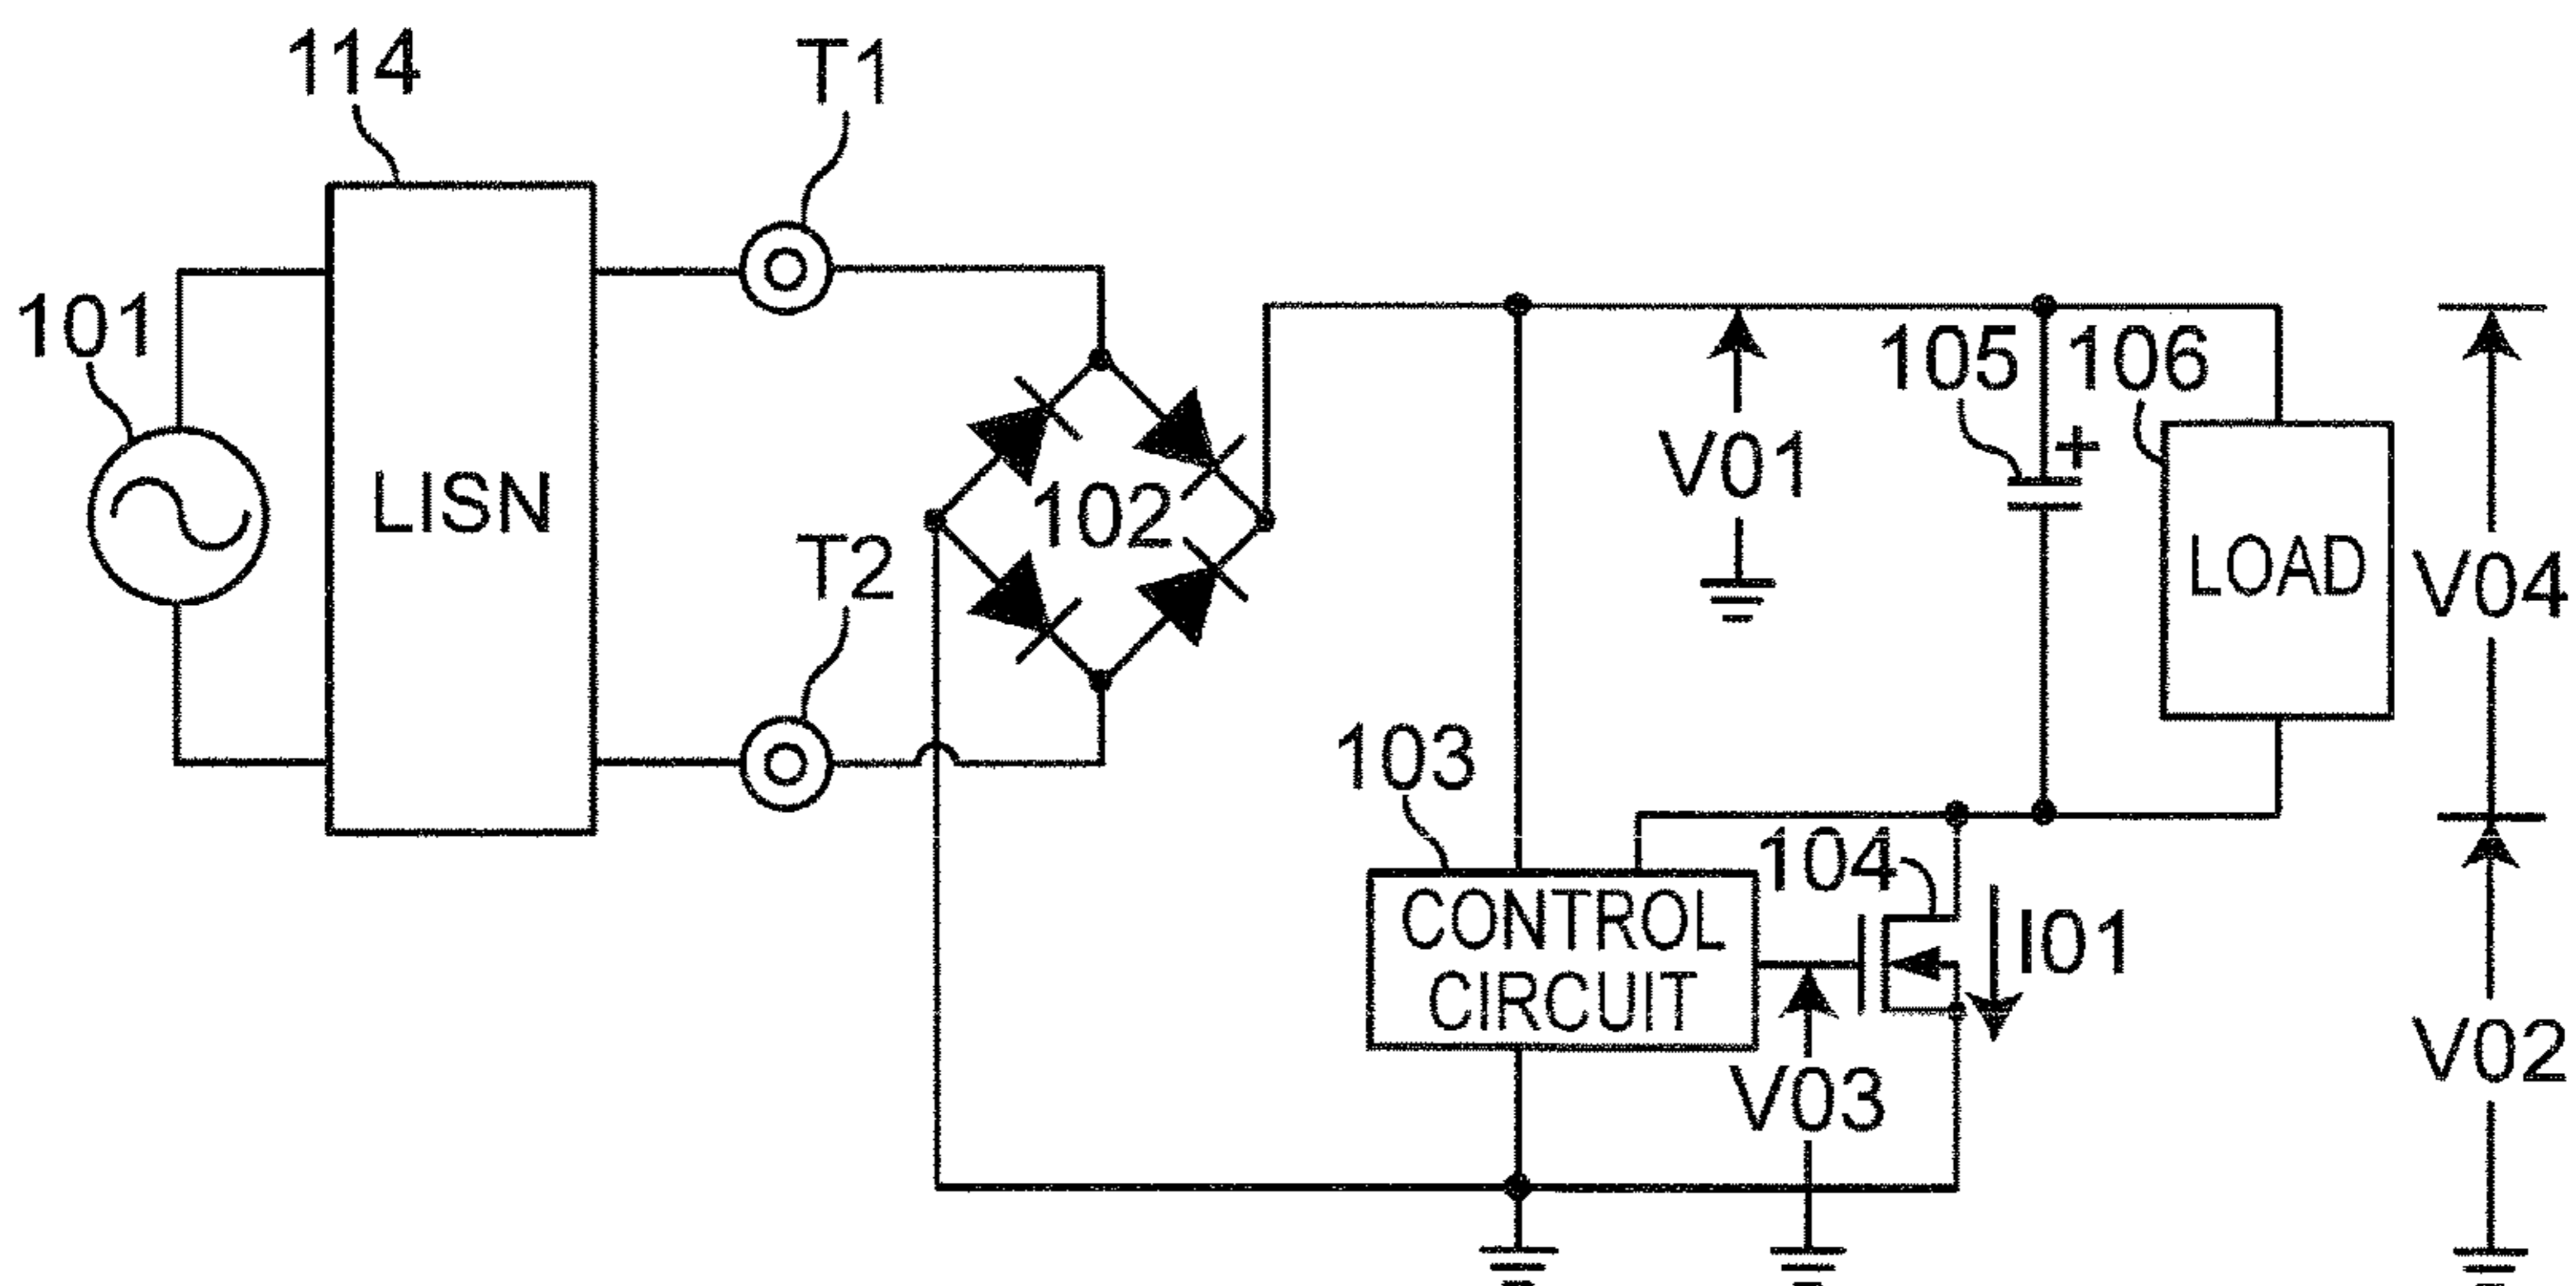 114
T1
101
105
106
+
V01
LISN
102
T2
LOAD
V04
103
104
CONTROL
CIRCUIT
I01
V02
V03